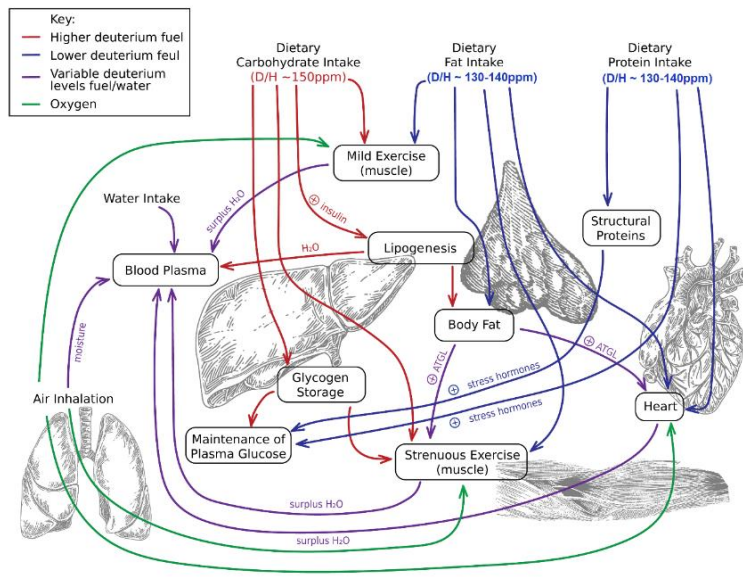 Key:
Higher deuterium fuel
Lower deuterium feul
Variable deuterium
levels fuel/water
Oxygen
Dietary
Carbohydrate Intake
(D/H ~150ppm)
Dietary
Fat Intake
(D/H ~ 130-140ppm)
Dietary
Protein Intake
(D/H ~ 130-140ppm)
Mild Exercise
(muscle)
Water Intake
surplus H₂O
⊕ insulin
Structural
Proteins
H₂O
Lipogenesis
Blood Plasma
Body Fat
moisture
⊕ ATGL
⊕ ATGL
⊕ stress hormones
Glycogen
Storage
Air Inhalation
Heart
⊕ stress hormones
Maintenance of
Plasma Glucose
Strenuous Exercise
(muscle)
surplus H₂O
surplus H₂O